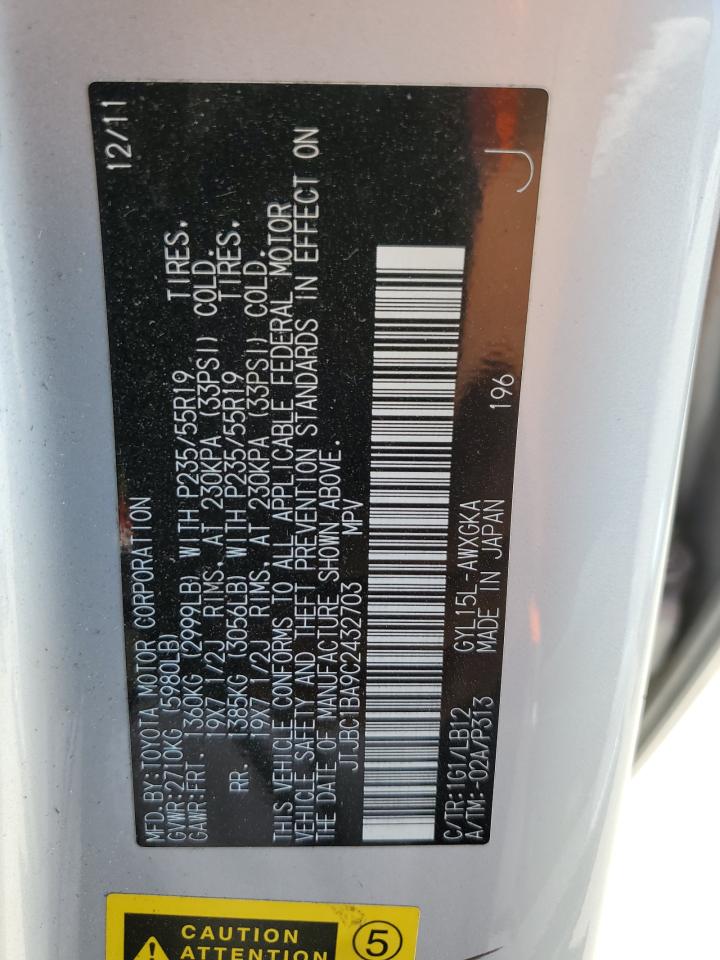 MFD. BY: TOYOTA MOTOR CORPORATION 12/11
GVWR: 2710KG (5980LB)
GAWR: FRT. 1360KG (2999LB) WITH P235/55R19 TIRES.
19X7 1/2J RIMS, AT 230KPA (33PSI) COLD.
RR. 1385KG (3056LB) WITH P235/55R19 TIRES.
19X7 1/2J RIMS, AT 230KPA (33PSI) COLD.
THIS VEHICLE CONFORMS TO ALL APPLICABLE FEDERAL MOTOR
VEHICLE SAFETY AND THEFT PREVENTION STANDARDS IN EFFECT ON
THE DATE OF MANUFACTURE SHOWN ABOVE.
JTJBC1BA9C2432703 MPV
C/TR: 1G1/LB12 GYL15L-AWXGKA
A/TM: -02A/P313 MADE IN JAPAN 196
J
CAUTION
ATTENTION
5